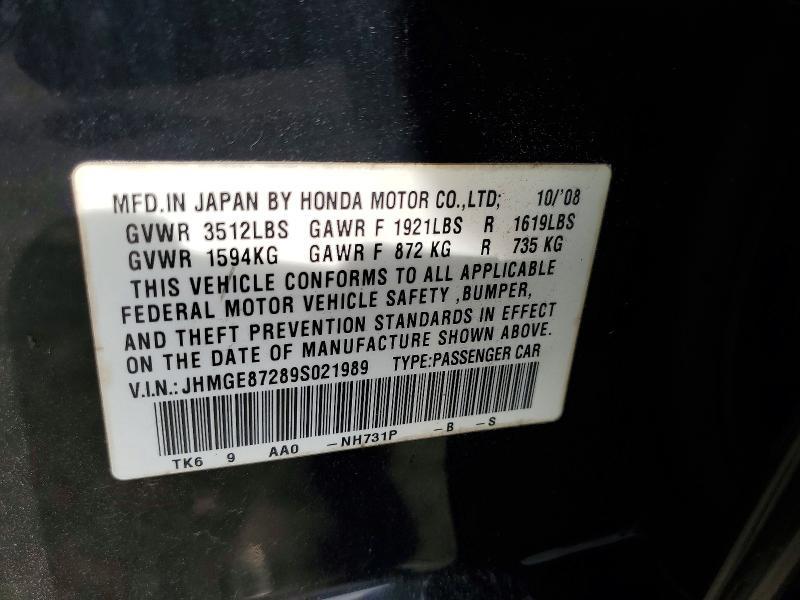 MFD.IN JAPAN BY HONDA MOTOR CO.,LTD; 10/'08
GVWR 3512LBS GAWR F 1921LBS R 1619LBS
GVWR 1594KG GAWR F 872 KG R 735 KG
THIS VEHICLE CONFORMS TO ALL APPLICABLE
FEDERAL MOTOR VEHICLE SAFETY ,BUMPER,
AND THEFT PREVENTION STANDARDS IN EFFECT
ON THE DATE OF MANUFACTURE SHOWN ABOVE.
V.I.N.:JHMGE87289S021989 TYPE:PASSENGER CAR
TK6 9 AA0 -NH731P -B -S